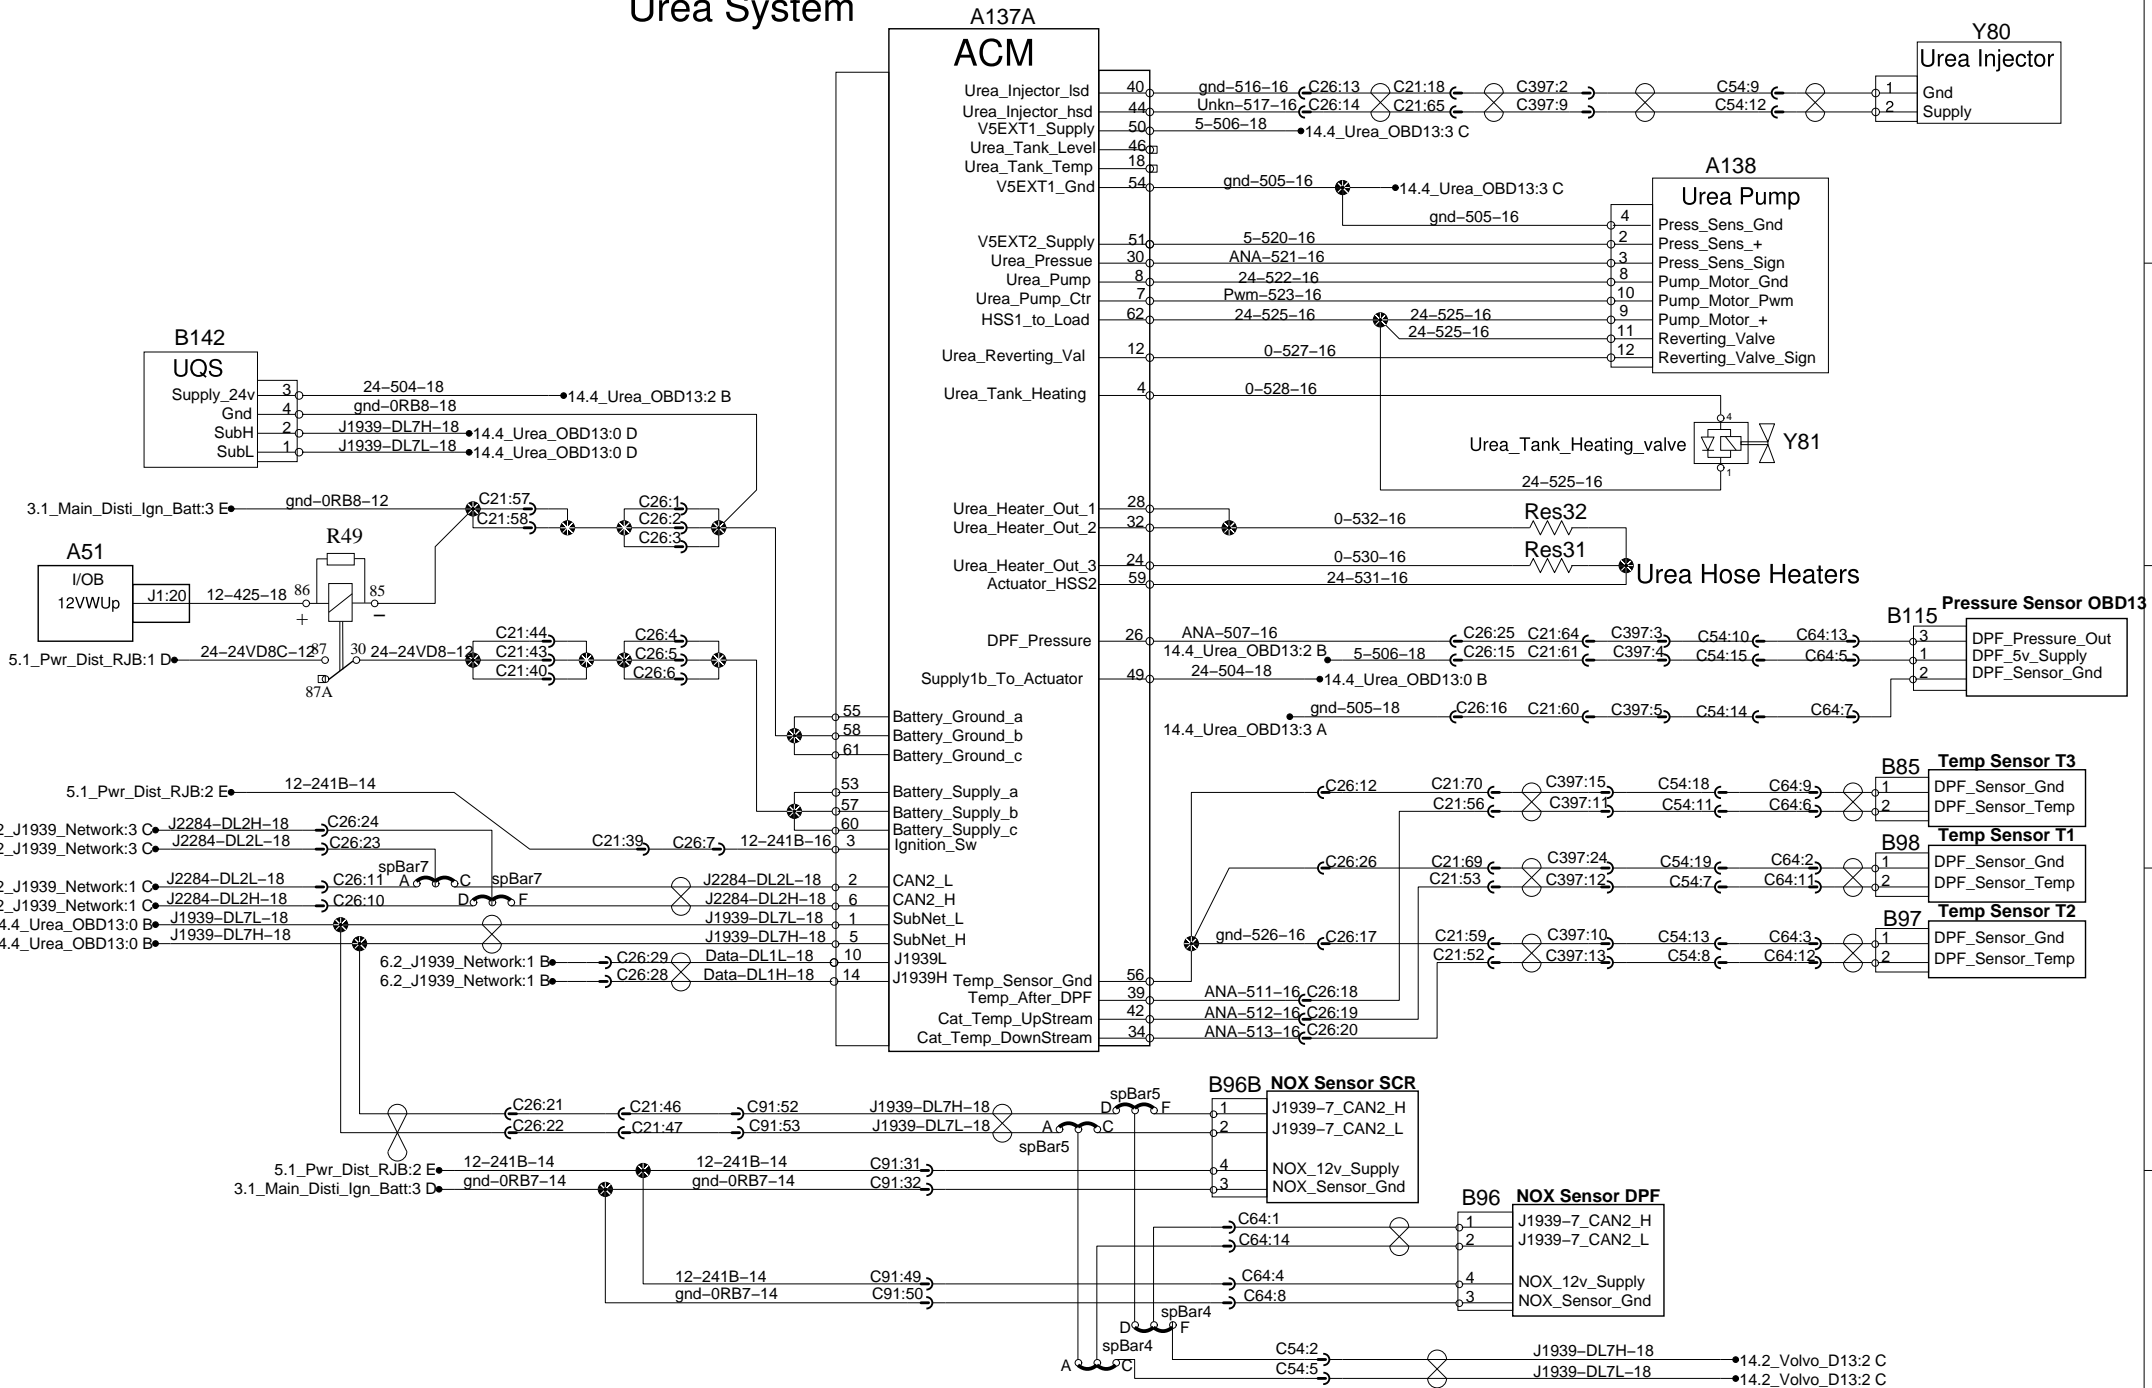 Urea System
A137A
ACM
Urea_Injector_lsd 40 gnd-516-16 C26:13 C21:18 C397:2 C54:9 1 Gnd
Urea_Injector_hsd 44 Unkn-517-16 C26:14 C21:65 C397:9 C54:12 2 Supply
Y80
Urea Injector
V5EXT1_Supply 50 5-506-18 14.4_Urea_OBD13:3 C
Urea_Tank_Level 46
Urea_Tank_Temp 18
V5EXT1_Gnd 54 gnd-505-16 14.4_Urea_OBD13:3 C
A138
Urea Pump
gnd-505-16 4 Press_Sens_Gnd
V5EXT2_Supply 51 5-520-16 2 Press_Sens_+
Urea_Pressue 30 ANA-521-16 3 Press_Sens_Sign
Urea_Pump 8 24-522-16 8 Pump_Motor_Gnd
Urea_Pump_Ctr 7 Pwm-523-16 10 Pump_Motor_Pwm
HSS1_to_Load 62 24-525-16 24-525-16 9 Pump_Motor_+
24-525-16 11 Reverting_Valve
Urea_Reverting_Val 12 0-527-16 12 Reverting_Valve_Sign
Urea_Tank_Heating 4 0-528-16
4
Urea_Tank_Heating_valve Y81
1
24-525-16
B142
UQS
Supply_24v 3 24-504-18 14.4_Urea_OBD13:2 B
Gnd 4 gnd-0RB8-18
SubH 2 J1939-DL7H-18 14.4_Urea_OBD13:0 D
SubL 1 J1939-DL7L-18 14.4_Urea_OBD13:0 D
3.1_Main_Disti_Ign_Batt:3 E gnd-0RB8-12 C21:57 C26:1
C21:58 C26:2
C26:3
R49
A51
I/OB
12VWUp J1:20 12-425-18 86 85
+ −
5.1_Pwr_Dist_RJB:1 D 24-24VD8C-12 87 30 24-24VD8-12
87A
C21:44 C26:4
C21:43 C26:5
C21:40 C26:6
Urea_Heater_Out_1 28
Urea_Heater_Out_2 32 0-532-16 Res32
Urea_Heater_Out_3 24 0-530-16 Res31
Actuator_HSS2 59 24-531-16
Urea Hose Heaters
B115 Pressure Sensor OBD13
DPF_Pressure 26 ANA-507-16 C26:25 C21:64 C397:3 C54:10 C64:13 3 DPF_Pressure_Out
14.4_Urea_OBD13:2 B 5-506-18 C26:15 C21:61 C397:4 C54:15 C64:5 1 DPF_5v_Supply
2 DPF_Sensor_Gnd
Supply1b_To_Actuator 49 24-504-18 14.4_Urea_OBD13:0 B
gnd-505-18 C26:16 C21:60 C397:5 C54:14 C64:7
14.4_Urea_OBD13:3 A
55 Battery_Ground_a
58 Battery_Ground_b
61 Battery_Ground_c
53 Battery_Supply_a
57 Battery_Supply_b
60 Battery_Supply_c
5.1_Pwr_Dist_RJB:2 E 12-241B-14
C21:39 C26:7 12-241B-16 3 Ignition_Sw
2_J1939_Network:3 C J2284-DL2H-18 C26:24
2_J1939_Network:3 C J2284-DL2L-18 C26:23
spBar7 spBar7
2_J1939_Network:1 C J2284-DL2L-18 C26:11 A C J2284-DL2L-18 2 CAN2_L
2_J1939_Network:1 C J2284-DL2H-18 C26:10 D F J2284-DL2H-18 6 CAN2_H
4.4_Urea_OBD13:0 B J1939-DL7L-18 J1939-DL7L-18 1 SubNet_L
4.4_Urea_OBD13:0 B J1939-DL7H-18 J1939-DL7H-18 5 SubNet_H
6.2_J1939_Network:1 B C26:29 Data-DL1L-18 10 J1939L
6.2_J1939_Network:1 B C26:28 Data-DL1H-18 14 J1939H
B85 Temp Sensor T3
C26:12 C21:70 C397:15 C54:18 C64:9 1 DPF_Sensor_Gnd
C21:56 C397:11 C54:11 C64:6 2 DPF_Sensor_Temp
B98 Temp Sensor T1
C26:26 C21:69 C397:24 C54:19 C64:2 1 DPF_Sensor_Gnd
C21:53 C397:12 C54:7 C64:11 2 DPF_Sensor_Temp
B97 Temp Sensor T2
gnd-526-16 C26:17 C21:59 C397:10 C54:13 C64:3 1 DPF_Sensor_Gnd
C21:52 C397:13 C54:8 C64:12 2 DPF_Sensor_Temp
Temp_Sensor_Gnd 56
Temp_After_DPF 39 ANA-511-16 C26:18
Cat_Temp_UpStream 42 ANA-512-16 C26:19
Cat_Temp_DownStream 34 ANA-513-16 C26:20
B96B NOX Sensor SCR
spBar5
C26:21 C21:46 C91:52 J1939-DL7H-18 D F 1 J1939-7_CAN2_H
C26:22 C21:47 C91:53 J1939-DL7L-18 A C 2 J1939-7_CAN2_L
spBar5
5.1_Pwr_Dist_RJB:2 E 12-241B-14 12-241B-14 C91:31 4 NOX_12v_Supply
3.1_Main_Disti_Ign_Batt:3 D gnd-0RB7-14 gnd-0RB7-14 C91:32 3 NOX_Sensor_Gnd
B96 NOX Sensor DPF
C64:1 1 J1939-7_CAN2_H
C64:14 2 J1939-7_CAN2_L
12-241B-14 C91:49 C64:4 4 NOX_12v_Supply
gnd-0RB7-14 C91:50 C64:8 3 NOX_Sensor_Gnd
spBar4
D F
spBar4
A C
C54:2 J1939-DL7H-18 14.2_Volvo_D13:2 C
C54:5 J1939-DL7L-18 14.2_Volvo_D13:2 C